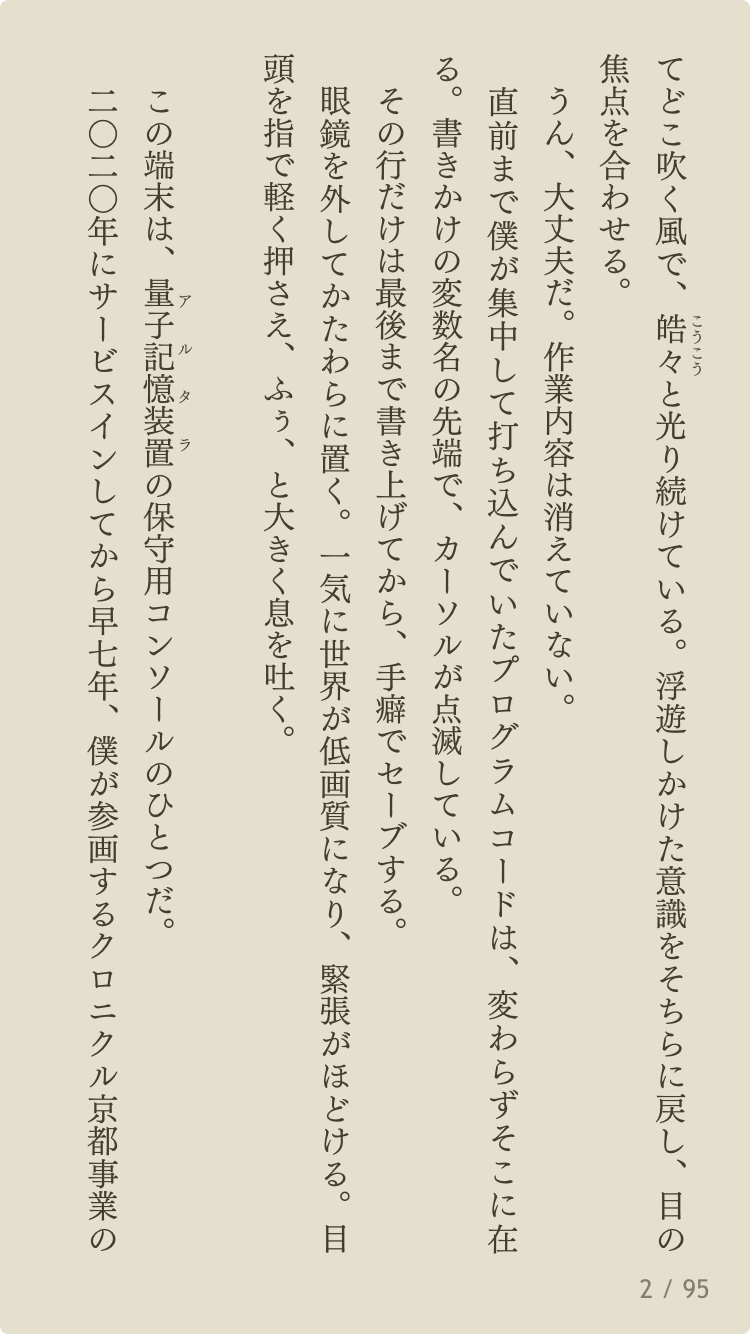 てどこ吹く風で、皓々と光り続けている。浮遊しかけた意識をそちらに戻し、目の
こうこう
焦点を合わせる。
うん、大丈夫だ。作業内容は消えていない。
直前まで僕が集中して打ち込んでいたプログラムコードは、変わらずそこに在
る。書きかけの変数名の先端で、カーソルが点滅している。
その行だけは最後まで書き上げてから、手癖でセーブする。
眼鏡を外してかたわらに置く。一気に世界が低画質になり、緊張がほどける。目
頭を指で軽く押さえ、ふぅ、と大きく息を吐く。
この端末は、量子記憶装置の保守用コンソールのひとつだ。
アルタラ
二〇二〇年にサービスインしてから早七年、僕が参画するクロニクル京都事業の
2 / 95